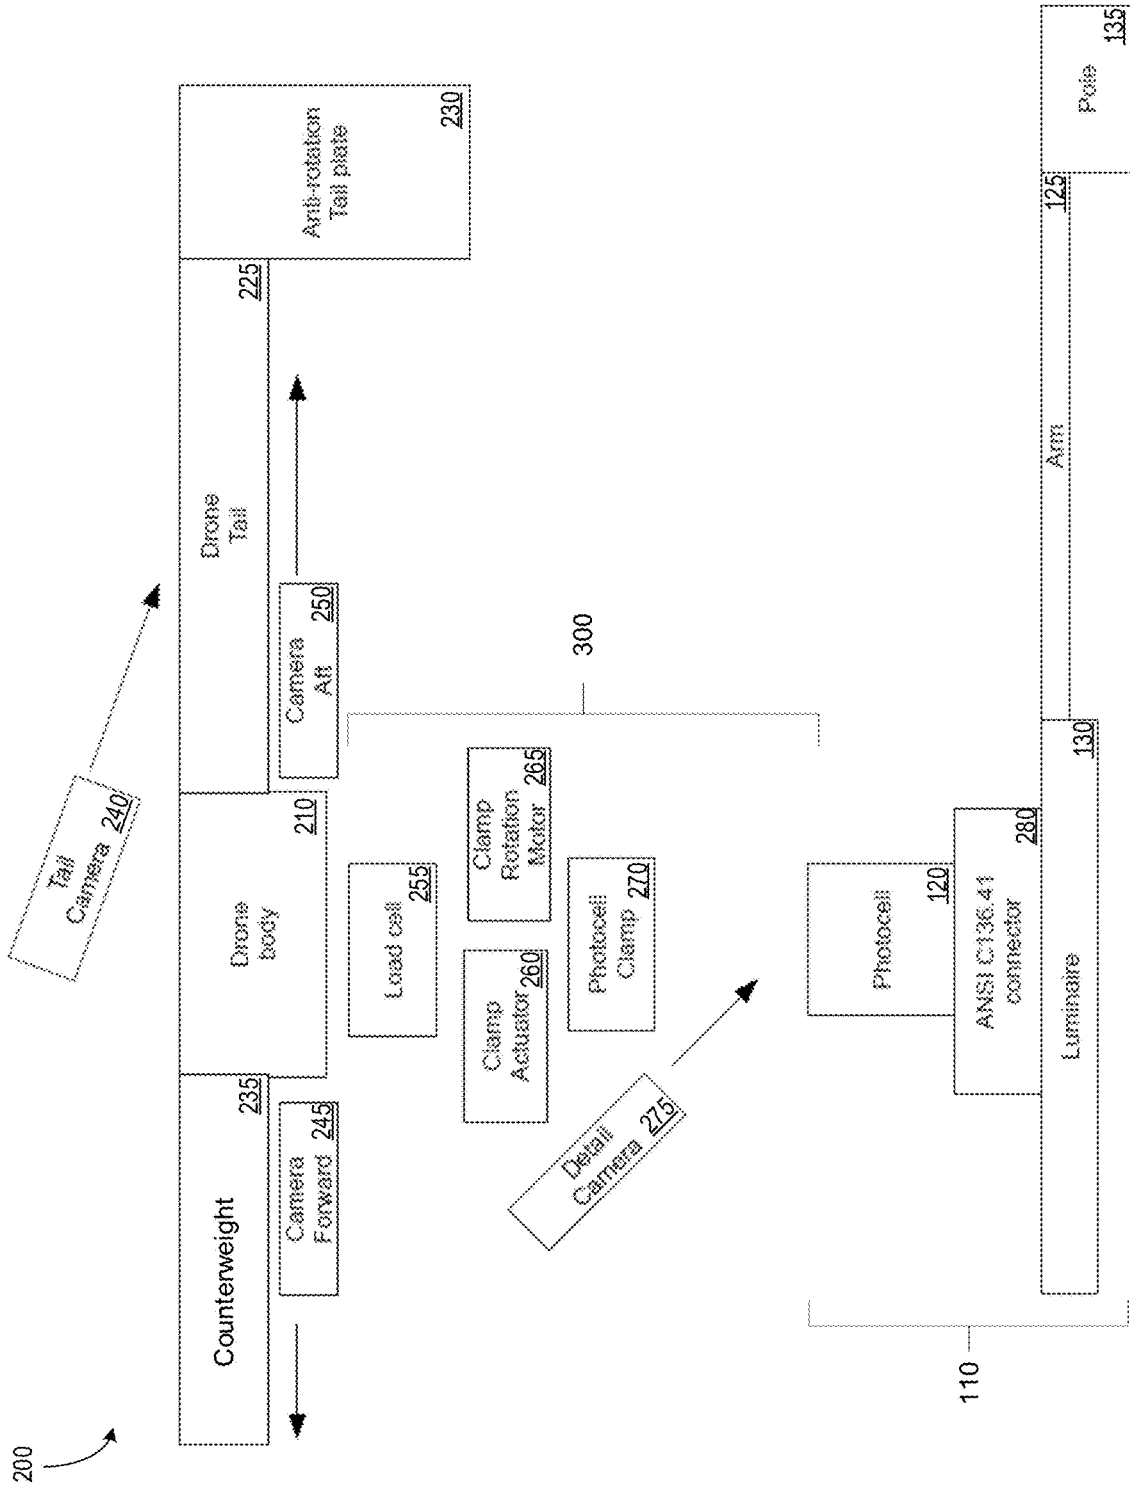 200
Tail
Camera 240
Counterweight
235
Drone
body
210
Drone
Tail
225
Anti-rotation
Tail plate
230
Camera
Forward 245
Camera
Aft
250
Load cell
255
Clamp
Actuator
260
Clamp
Rotation
Motor
265
Photocell
Clamp
270
Detail
Camera 275
300
110
Photocell
120
ANSI C136.41
connector
280
Luminaire
130
Arm
125
Pole
135